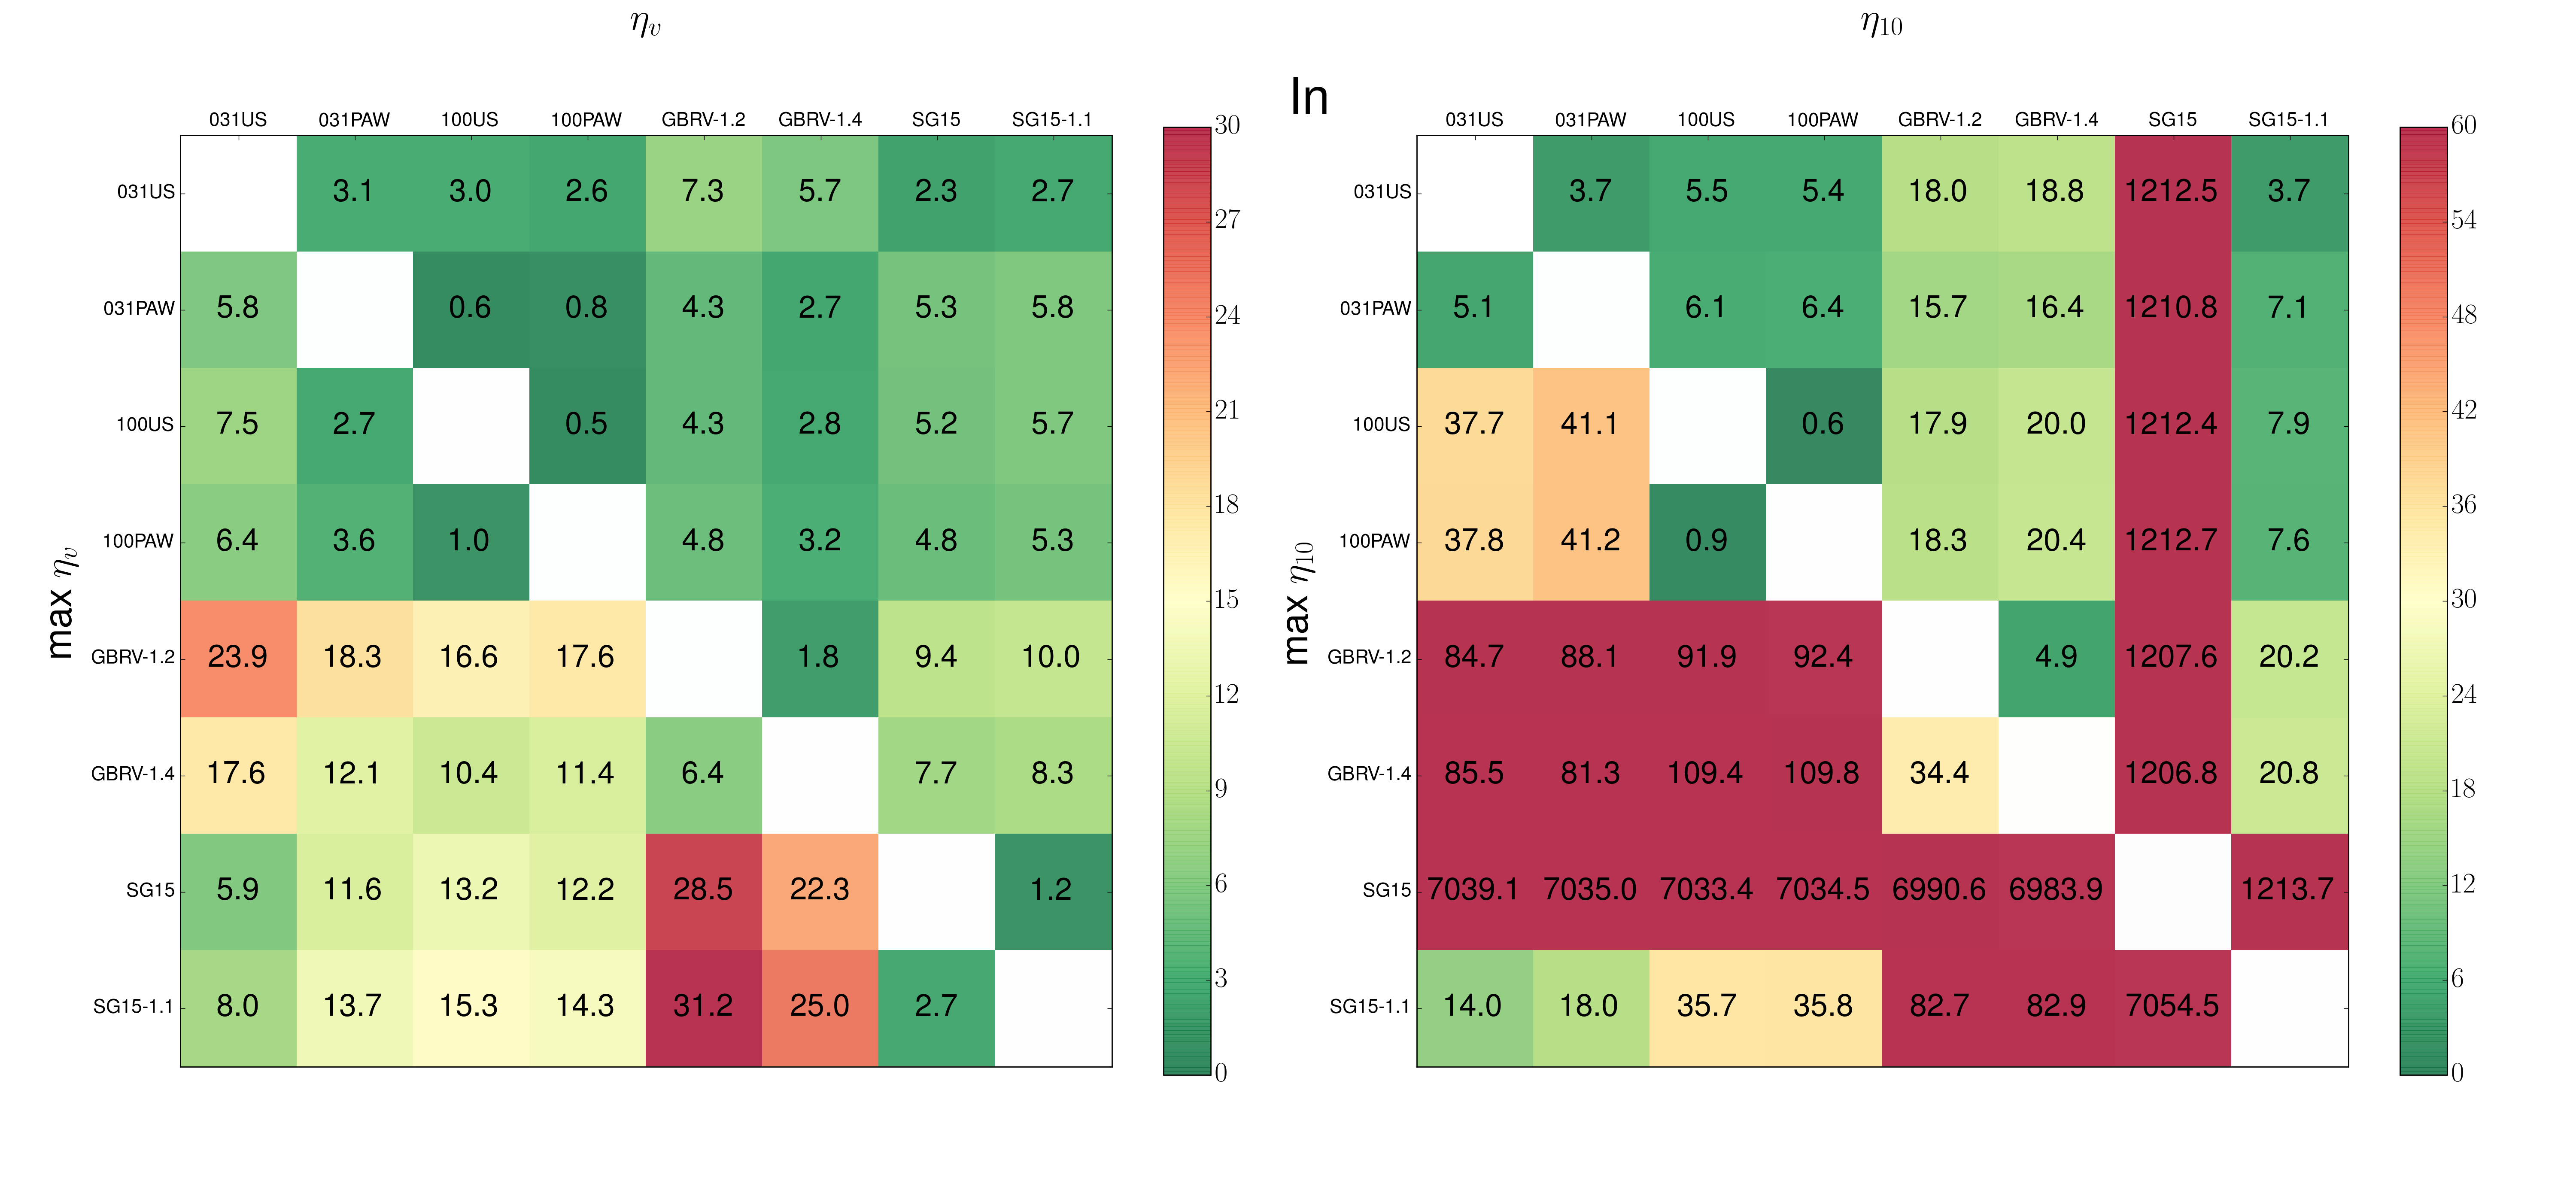 η_v
η_10
In
031US 031PAW 100US 100PAW GBRV-1.2 GBRV-1.4 SG15 SG15-1.1
031US 3.1 3.0 2.6 7.3 5.7 2.3 2.7
031PAW 5.8 0.6 0.8 4.3 2.7 5.3 5.8
100US 7.5 2.7 0.5 4.3 2.8 5.2 5.7
100PAW 6.4 3.6 1.0 4.8 3.2 4.8 5.3
GBRV-1.2 23.9 18.3 16.6 17.6 1.8 9.4 10.0
GBRV-1.4 17.6 12.1 10.4 11.4 6.4 7.7 8.3
SG15 5.9 11.6 13.2 12.2 28.5 22.3 1.2
SG15-1.1 8.0 13.7 15.3 14.3 31.2 25.0 2.7
max η_v
30
27
24
21
18
15
12
9
6
3
0
031US 031PAW 100US 100PAW GBRV-1.2 GBRV-1.4 SG15 SG15-1.1
031US 3.7 5.5 5.4 18.0 18.8 1212.5 3.7
031PAW 5.1 6.1 6.4 15.7 16.4 1210.8 7.1
100US 37.7 41.1 0.6 17.9 20.0 1212.4 7.9
100PAW 37.8 41.2 0.9 18.3 20.4 1212.7 7.6
GBRV-1.2 84.7 88.1 91.9 92.4 4.9 1207.6 20.2
GBRV-1.4 85.5 81.3 109.4 109.8 34.4 1206.8 20.8
SG15 7039.1 7035.0 7033.4 7034.5 6990.6 6983.9 1213.7
SG15-1.1 14.0 18.0 35.7 35.8 82.7 82.9 7054.5
max η_10
60
54
48
42
36
30
24
18
12
6
0